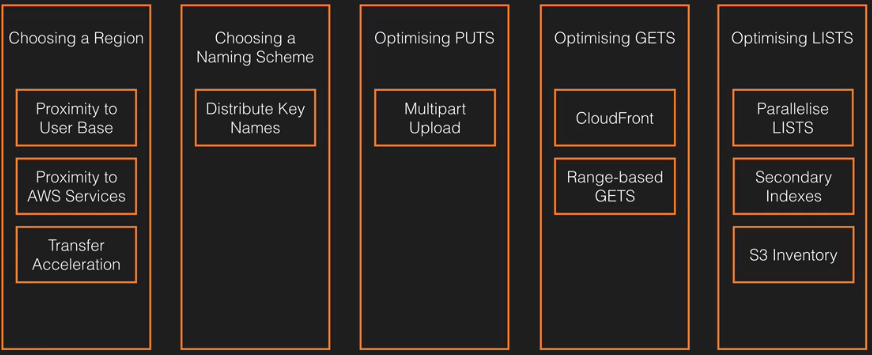 Choosing a Region
Proximity to
User Base
Proximity to
AWS Services
Transfer
Acceleration
Choosing a
Naming Scheme
Distribute Key
Names
Optimising PUTS
Multipart
Upload
Optimising GETS
CloudFront
Range-based
GETS
Optimising LISTS
Parallelise
LISTS
Secondary
Indexes
S3 Inventory